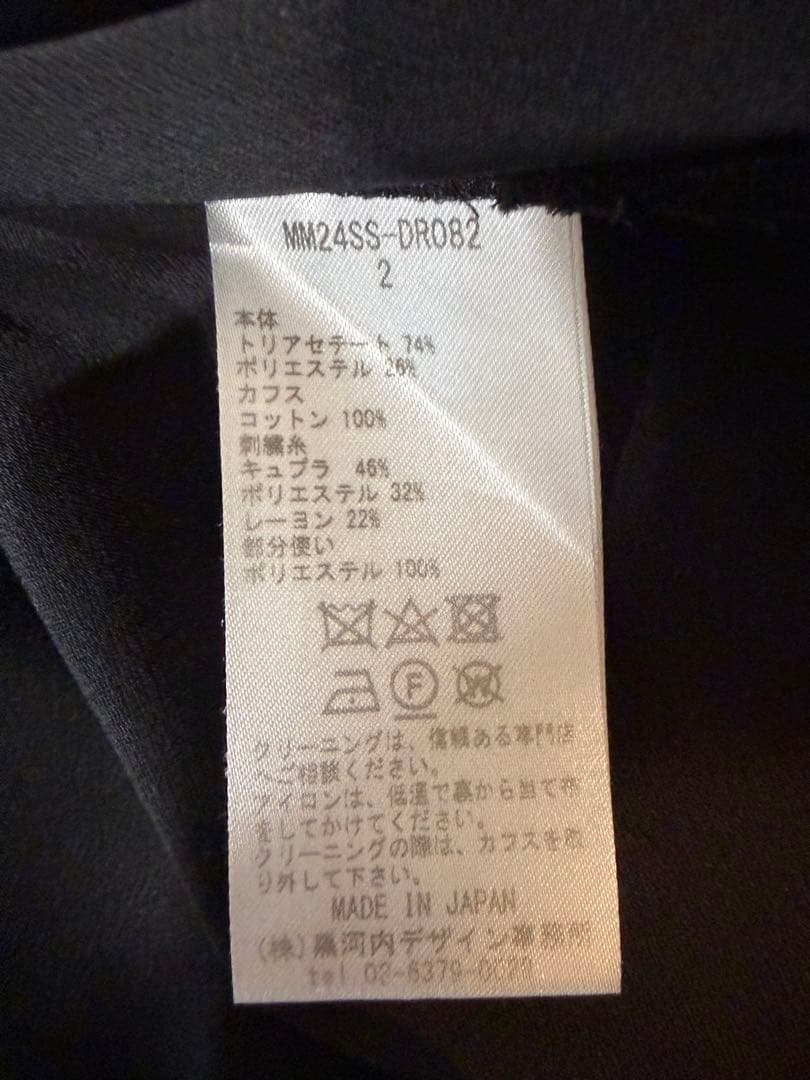 MM24SS-DR082
2
本体
トリアセテート 74%
ポリエステル 26%
カフス
コットン 100%
刺繍糸
キュプラ 46%
ポリエステル 32%
レーヨン 22%
部分使い
ポリエステル 100%
F
W
クリーニングは、信頼ある専門店
へご相談ください。
アイロンは、低温で裏から当て布
をしてかけてください。
クリーニングの際は、カフスを取
り外して下さい。
MADE IN JAPAN
(株)黒河内デザイン事務所
tel